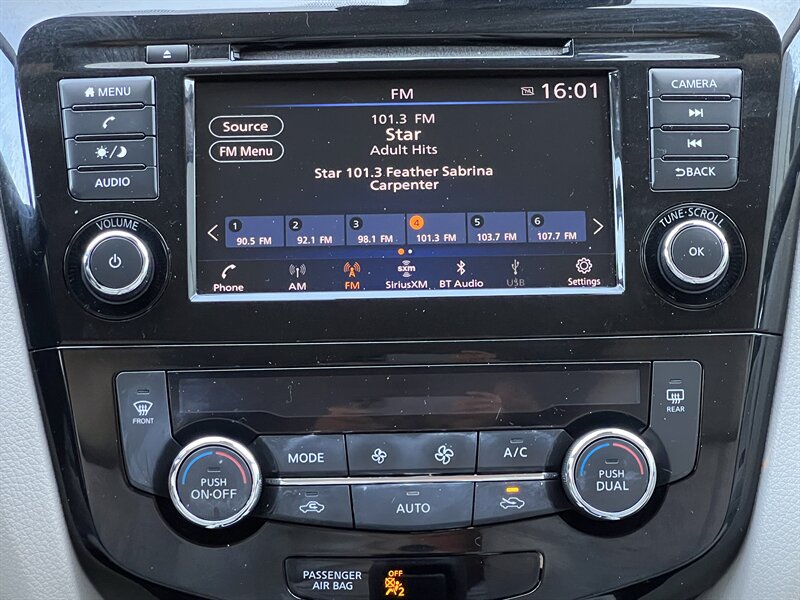 MENU
AUDIO
VOLUME
FM
16:01
Source
FM Menu
101.3 FM
Star
Adult Hits
Star 101.3 Feather Sabrina
Carpenter
1 2 3 4 5 6
90.5 FM 92.1 FM 98.1 FM 101.3 FM 103.7 FM 107.7 FM
sxm
Phone AM FM SiriusXM BT Audio USB Settings
CAMERA
BACK
TUNE·SCROLL
OK
FRONT
REAR
PUSH
ON·OFF
MODE
A/C
AUTO
PUSH
DUAL
PASSENGER
AIR BAG
OFF
2